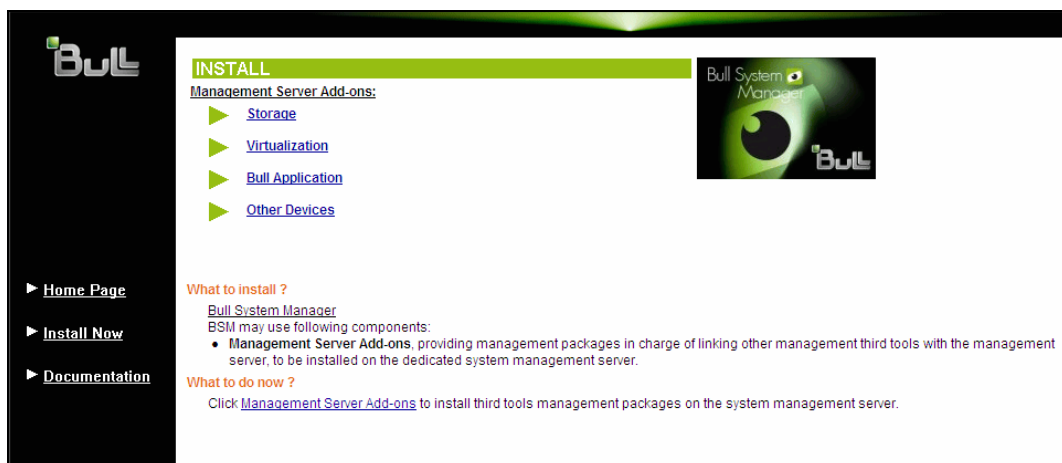 Bull
INSTALL
Management Server Add-ons:
Storage
Virtualization
Bull Application
Other Devices
Bull System
Manager
Bull
Home Page
Install Now
Documentation
What to install ?
Bull System Manager
BSM may use following components:
• Management Server Add-ons, providing management packages in charge of linking other management third tools with the management
server, to be installed on the dedicated system management server.
What to do now ?
Click Management Server Add-ons to install third tools management packages on the system management server.